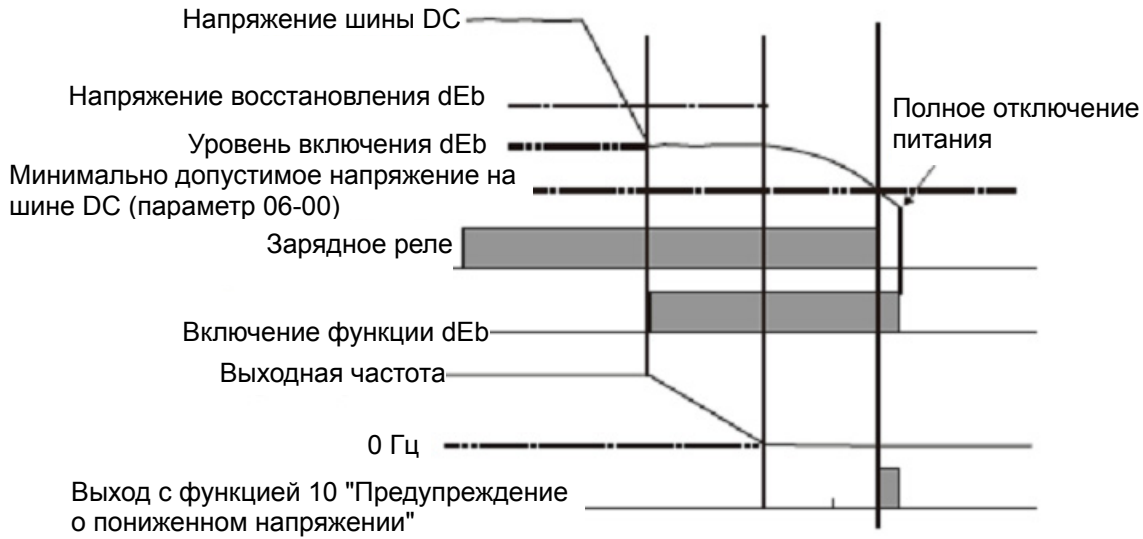 Напряжение шины DC
Напряжение восстановления dEb
Полное отключение
питания
Уровень включения dEb
Минимально допустимое напряжение на
шине DC (параметр 06-00)
Зарядное реле
Включение функции dEb
Выходная частота
0 Гц
Выход с функцией 10 "Предупреждение
о пониженном напряжении"